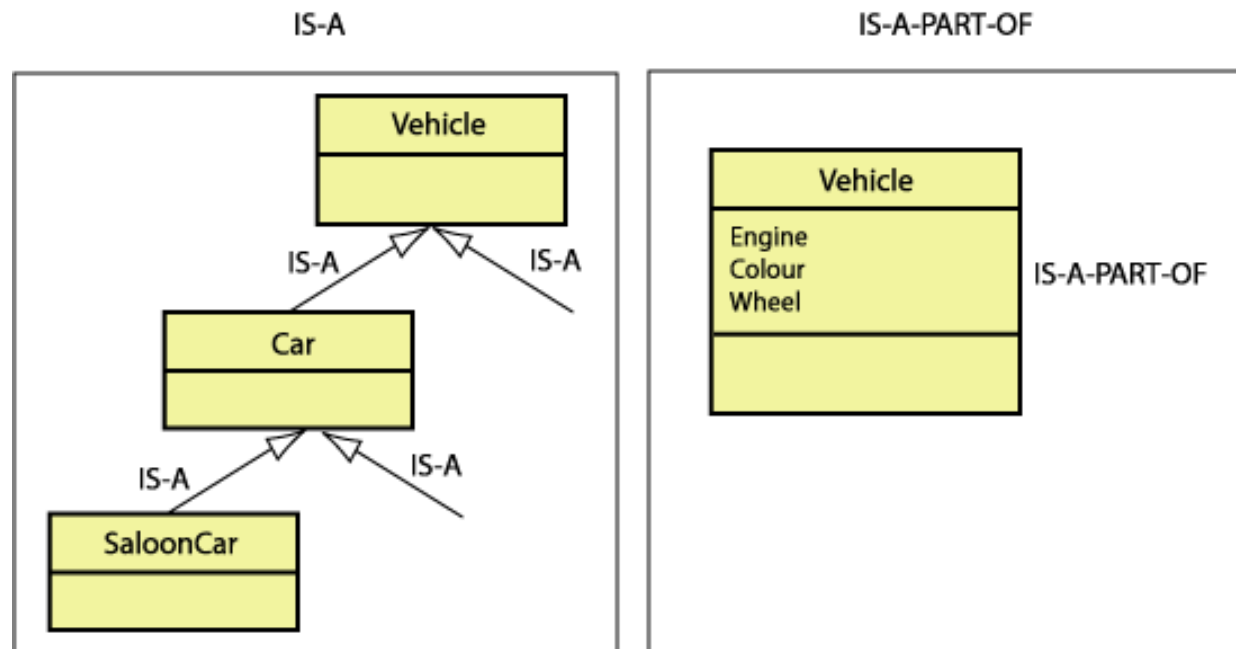 IS-A
Vehicle
IS-A
IS-A
Car
IS-A
IS-A
SaloonCar
IS-A-PART-OF
Vehicle
Engine
Colour
Wheel
IS-A-PART-OF